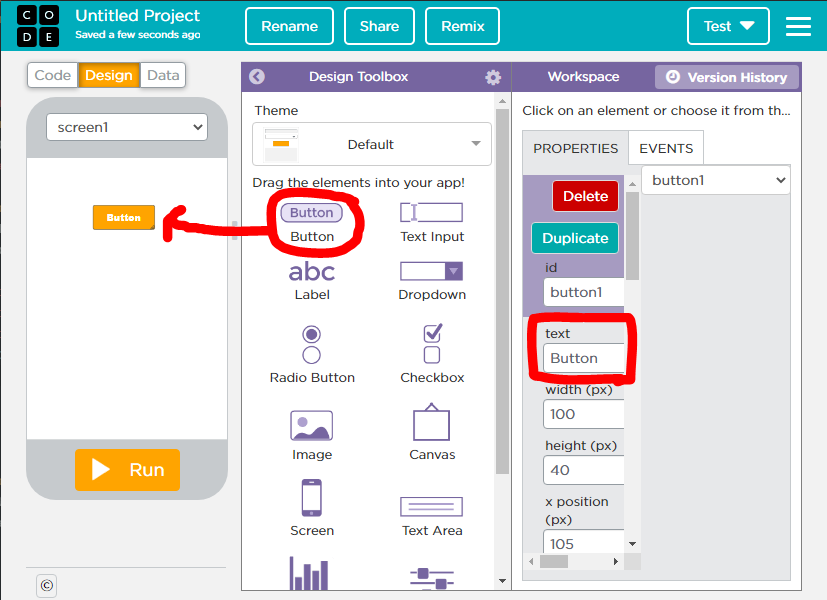 C O
D E
Untitled Project
Saved a few seconds ago
Rename
Share
Remix
Test
Code
Design
Data
screen1
Button
Run
©
Design Toolbox
Theme
Default
Drag the elements into your app!
Button
Button
Text Input
abc
Label
Dropdown
Radio Button
Checkbox
Image
Canvas
Screen
Text Area
Workspace
Version History
Click on an element or choose it from th...
PROPERTIES
EVENTS
button1
Delete
Duplicate
id
button1
text
Button
width (px)
100
height (px)
40
x position
(px)
105